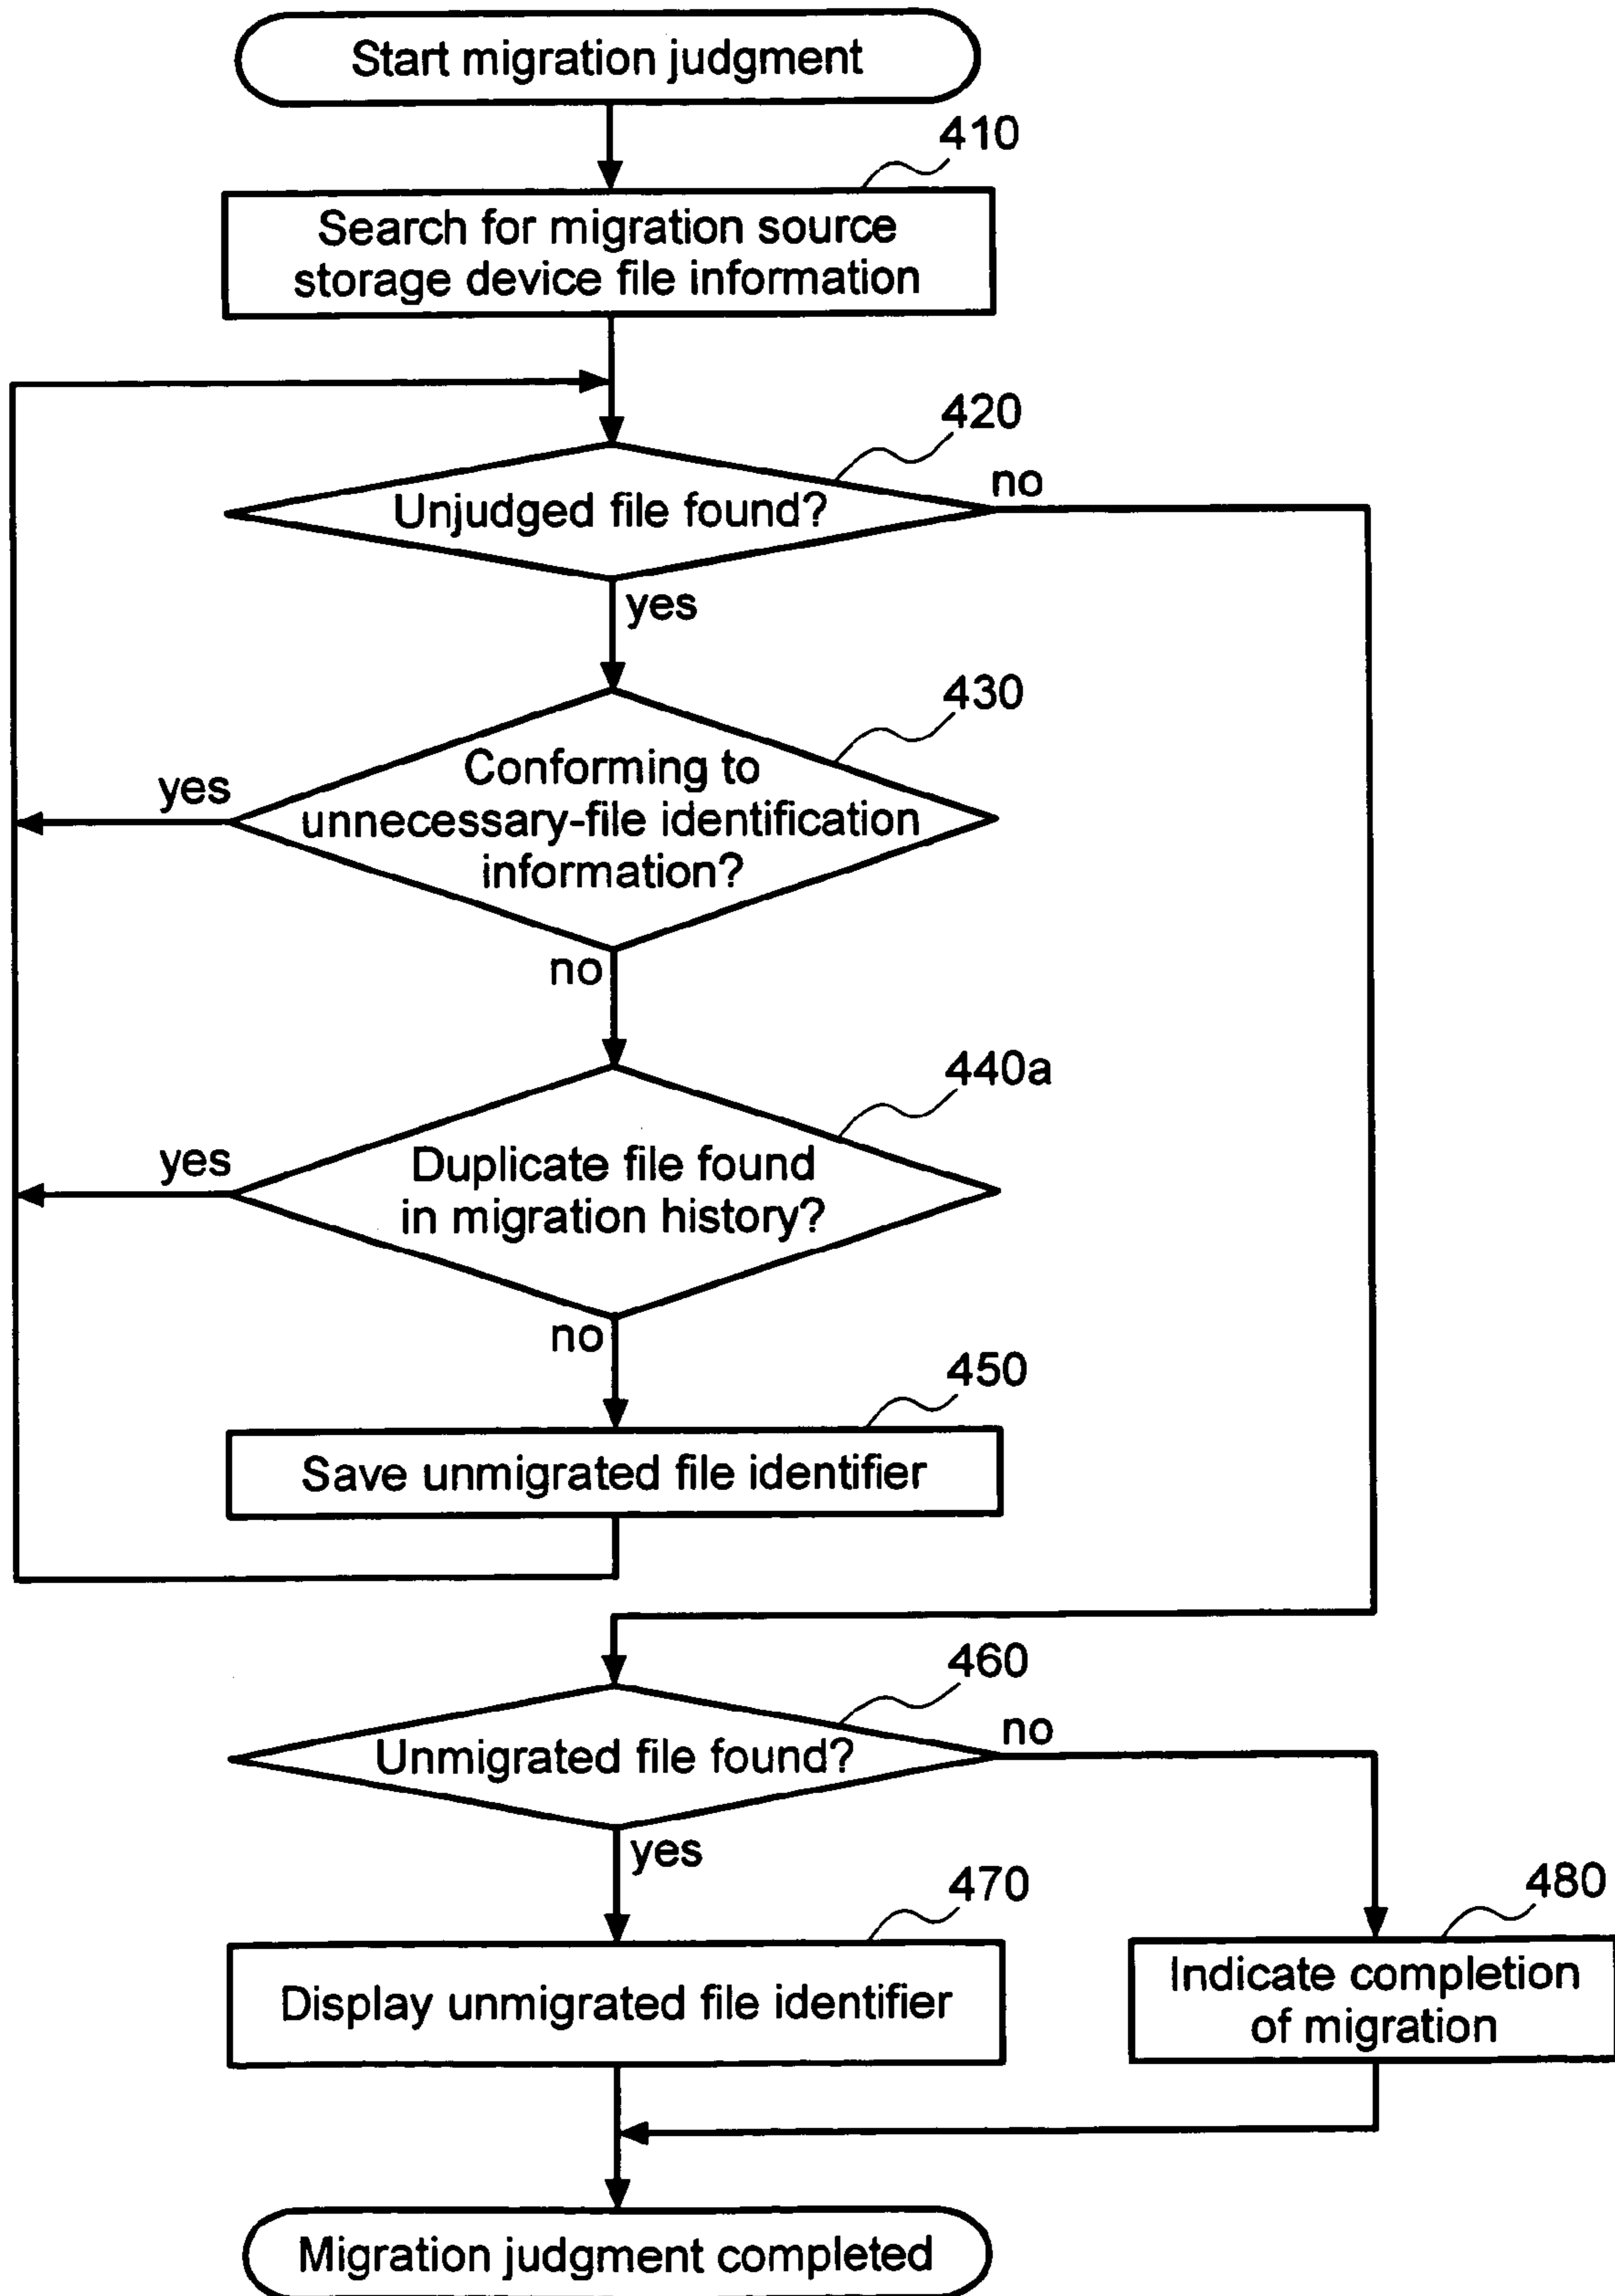 Start migration judgment
410
Search for migration source
storage device file information
420
no
Unjudged file found?
yes
430
Conforming to
yes
unnecessary-file identification
information?
no
440a
Duplicate file found
yes
in migration history?
no
450
Save unmigrated file identifier
460
no
Unmigrated file found?
yes
470
480
Display unmigrated file identifier
Indicate completion
of migration
Migration judgment completed